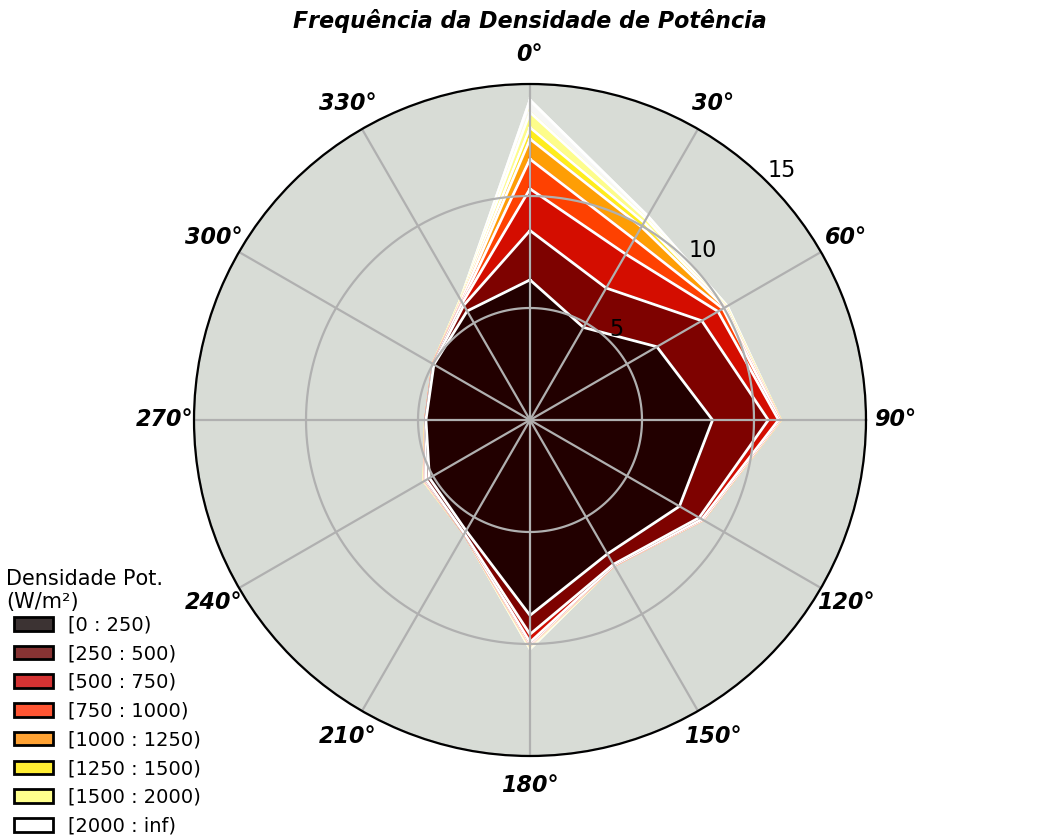 Frequência da Densidade de Potência
0°
330°
30°
15
300°
60°
10
5
270°
90°
240°
120°
210°
150°
180°
Densidade Pot.
(W/m²)
[0 : 250)
[250 : 500)
[500 : 750)
[750 : 1000)
[1000 : 1250)
[1250 : 1500)
[1500 : 2000)
[2000 : inf)